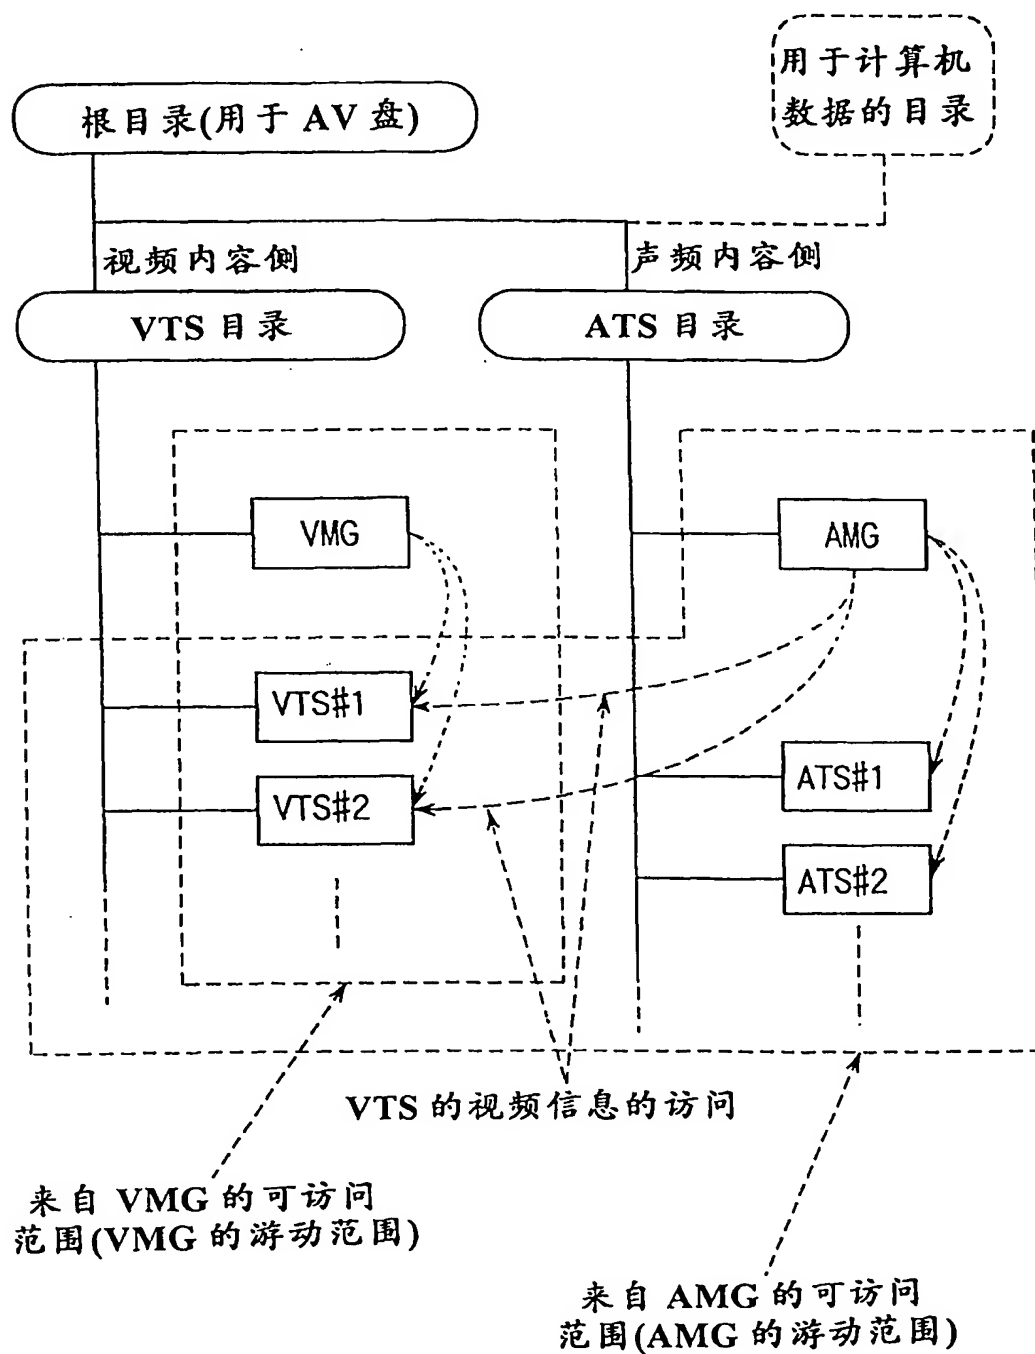 用于计算机
数据的目录
根目录(用于 AV 盘)
视频内容侧
声频内容侧
VTS 目录
ATS 目录
VMG
AMG
VTS#1
VTS#2
ATS#1
ATS#2
VTS 的视频信息的访问
来自 VMG 的可访问
范围(VMG 的游动范围)
来自 AMG 的可访问
范围(AMG 的游动范围)